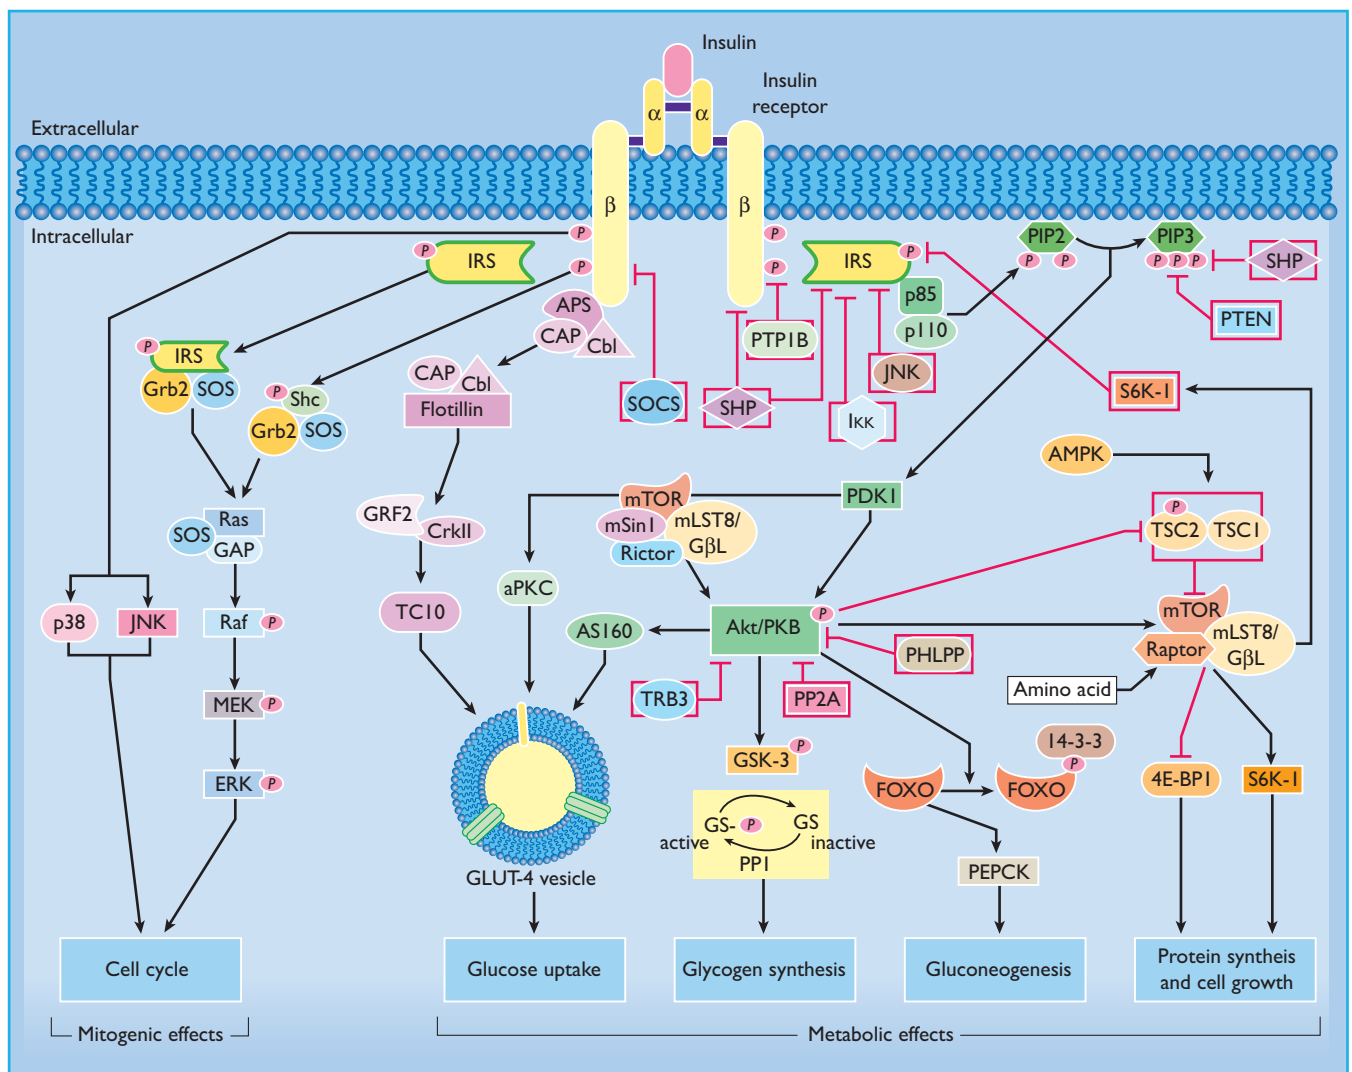 Insulin
Insulin
receptor
α
α
Extracellular
β
β
Intracellular
P
P
P
P
P
IRS
IRS
P
PIP2
P
P
PIP3
P P P
SHP
p85
p110
PTEN
APS
CAP
Cbl
PTP1B
P
IRS
Grb2
SOS
CAP
Cbl
Flotillin
P
Shc
Grb2
SOS
SOCS
SHP
JNK
IKK
S6K-1
AMPK
mTOR
mSin1
mLST8/
GβL
Rictor
PDK1
GRF2
CrkII
Ras
SOS
GAP
P
TSC2
TSC1
aPKC
TC10
AS160
Akt/PKB
P
mTOR
Raptor
mLST8/
GβL
p38
JNK
Raf
P
PHLPP
TRB3
PP2A
Amino acid
MEK
P
GSK-3
P
14-3-3
P
FOXO
FOXO
4E-BP1
S6K-1
ERK
P
GS-
P
GS
active
inactive
PP1
GLUT-4 vesicle
PEPCK
Cell cycle
Glucose uptake
Glycogen synthesis
Gluconeogenesis
Protein syntheis
and cell growth
Mitogenic effects
Metabolic effects